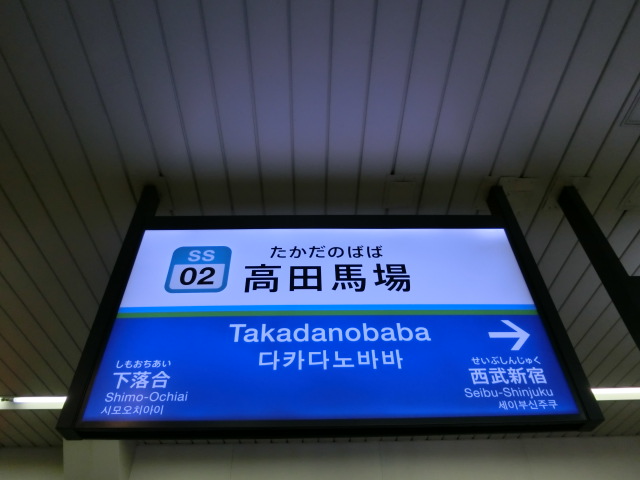 SS
02
たかだのばば
高田馬場
Takadanobaba
다카다노바바
しもおちあい
下落合
Shimo-Ochiai
시모오치아이
せいぶしんじゅく
西武新宿
Seibu-Shinjuku
세이부신주쿠